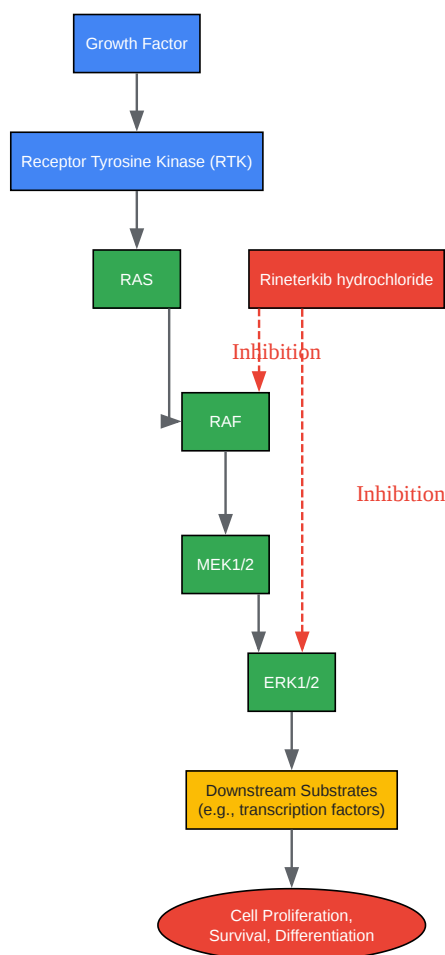 Growth Factor
Receptor Tyrosine Kinase (RTK)
RAS
Rineterkib hydrochloride
Inhibition
RAF
Inhibition
MEK1/2
ERK1/2
Downstream Substrates
(e.g., transcription factors)
Cell Proliferation,
Survival, Differentiation